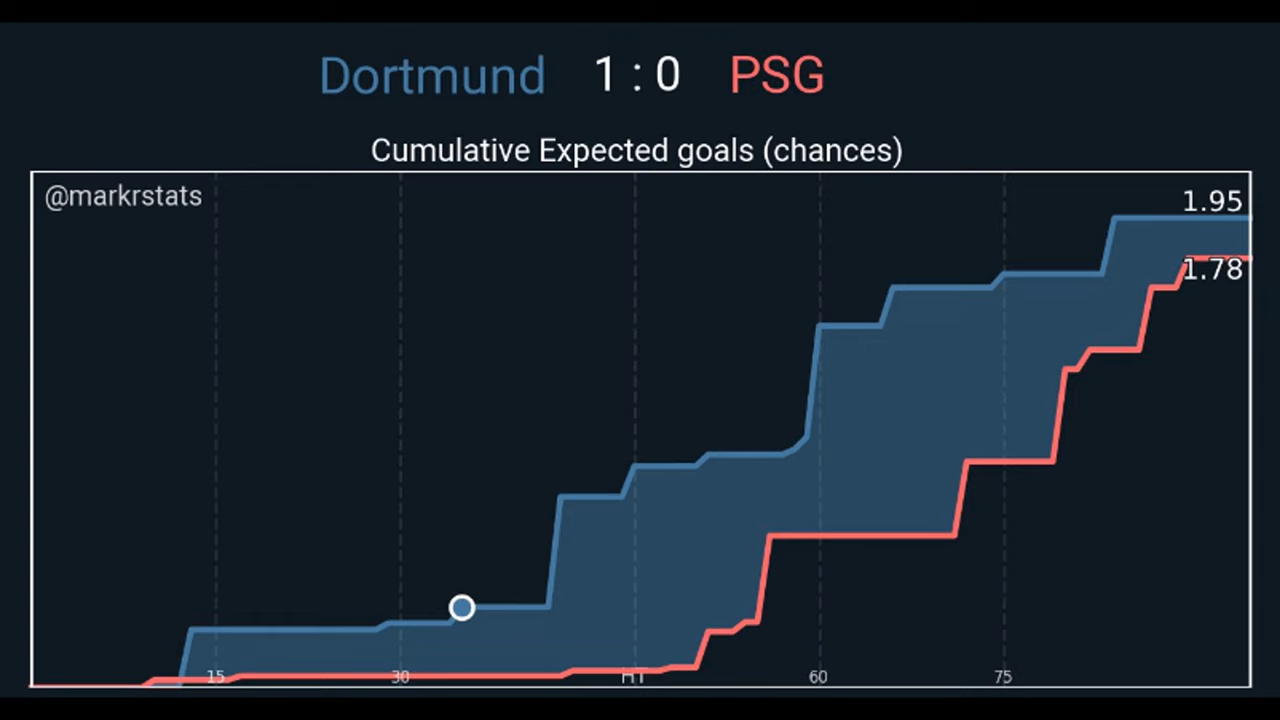 Dortmund 1 : 0 PSG
Cumulative Expected goals (chances)
@markrstats
1.95
1.78
15 30 HT 60 75